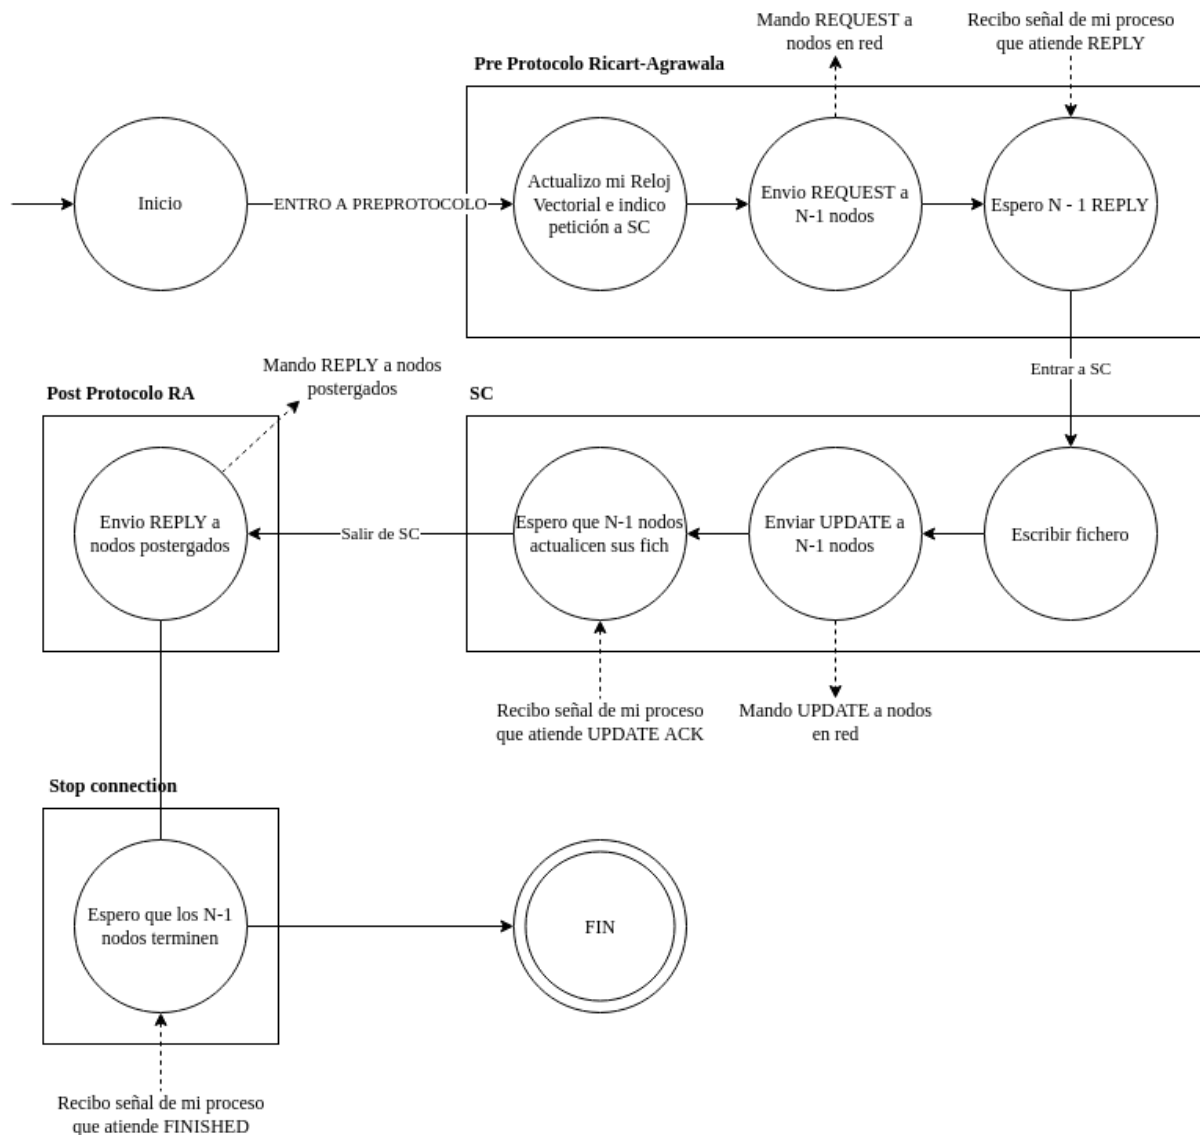 Mando REQUEST a
nodos en red
Recibo señal de mi proceso
que atiende REPLY
Pre Protocolo Ricart-Agrawala
Inicio
ENTRO A PREPROTOCOLO
Actualizo mi Reloj
Vectorial e indico
petición a SC
Envio REQUEST a
N-1 nodos
Espero N - 1 REPLY
Entrar a SC
Mando REPLY a nodos
postergados
Post Protocolo RA
SC
Envio REPLY a
nodos postergados
Salir de SC
Espero que N-1 nodos
actualicen sus fich
Enviar UPDATE a
N-1 nodos
Escribir fichero
Recibo señal de mi proceso
que atiende UPDATE ACK
Mando UPDATE a nodos
en red
Stop connection
Espero que los N-1
nodos terminen
FIN
Recibo señal de mi proceso
que atiende FINISHED